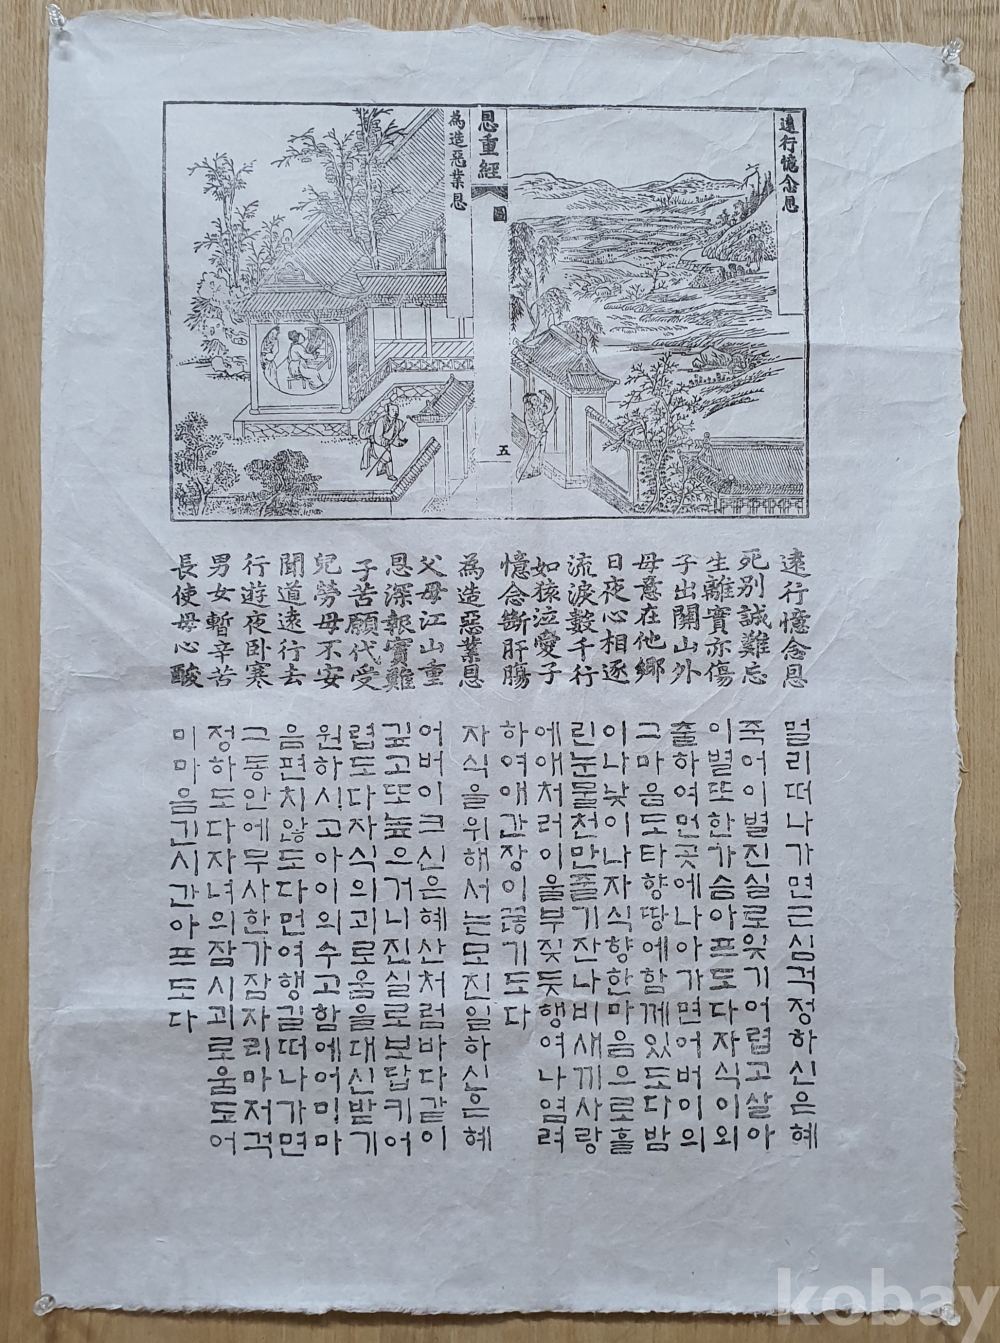 遠行憶念恩
恩重經
圖
五
為造惡業恩
遠行憶念恩
死別誠難忘
生離實亦傷
子出關山外
母意在他鄉
日夜心相逐
流淚數千行
如猿泣愛子
憶念斷肝腸
為造惡業恩
父母江山重
恩深報實難
子苦願代受
兒勞母不安
聞道遠行去
行遊夜卧寒
男女暫辛苦
長使母心酸
멀리떠나가면근심걱정하신은혜
죽어이별진실로잊기어렵고살아
이별또한가슴아프도다자식이외
출하여먼곳에나아가면어버이의
그마음도타향땅에함께있도다밤
이나낮이나자식향한마음으로흘
린눈물천만줄기잔나비새끼사랑
에애처러이울부짖듯행여나염려
하여애간장이끊기도다
자식을위해서는모진일하신은혜
어버이크신은혜산처럼바다같이
깊고또높으거니진실로보답키어
렵도다자식의괴로움을대신받기
원하시고아이의수고함에어미마
음편치않도다먼여행길떠나가면
그동안에무사한가잠자리마저걱
정하도다자녀의잠시괴로움도어
미마음긴시간아프도다
kobay